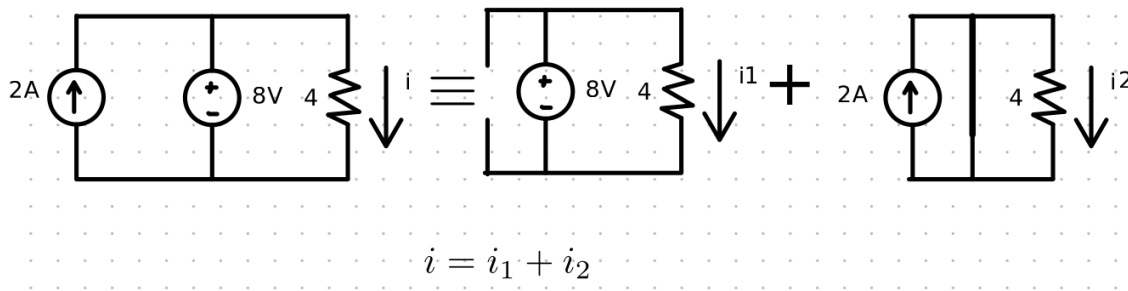 2A + - 8V 4 i ≡ + - 8V 4 i1 + 2A 4 i2
i = i₁ + i₂